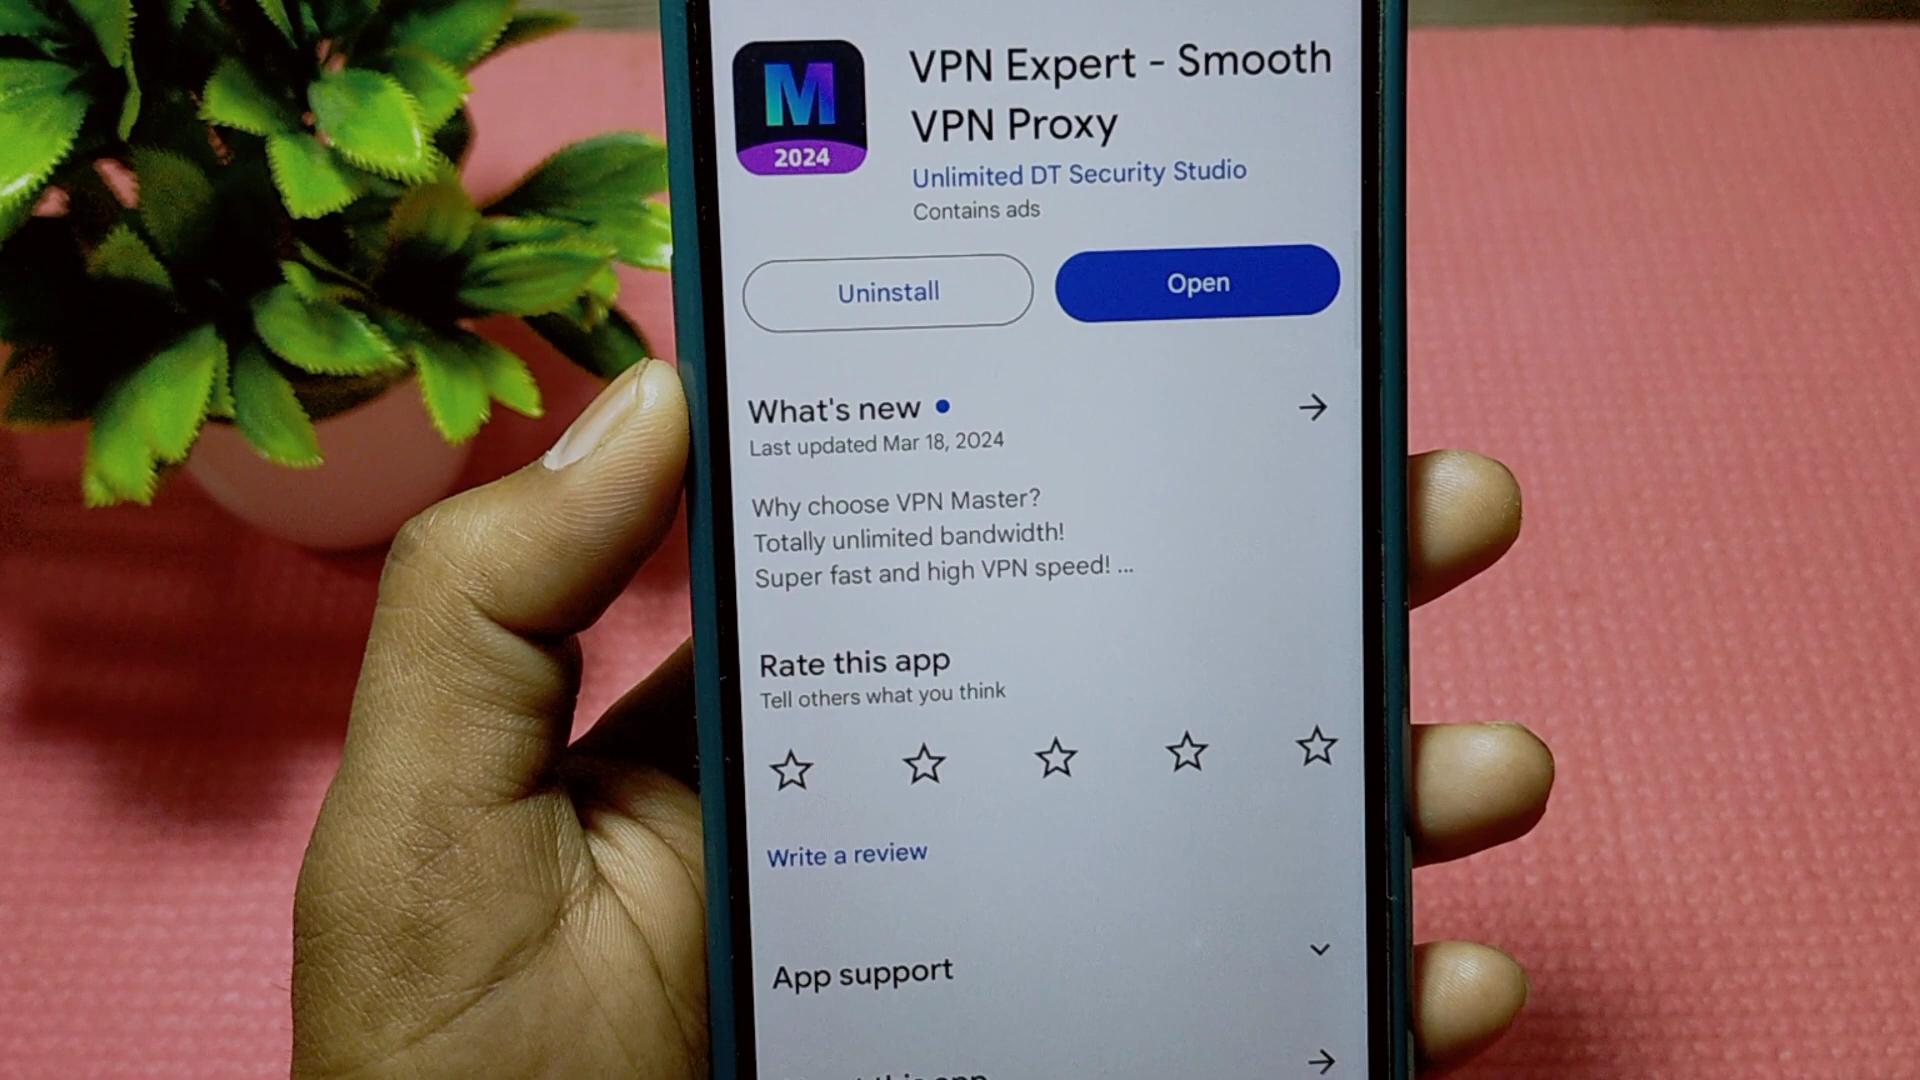 M
2024
VPN Expert - Smooth
VPN Proxy
Unlimited DT Security Studio
Contains ads
Uninstall
Open
What's new
Last updated Mar 18, 2024
Why choose VPN Master?
Totally unlimited bandwidth!
Super fast and high VPN speed! ...
Rate this app
Tell others what you think
Write a review
App support
this app